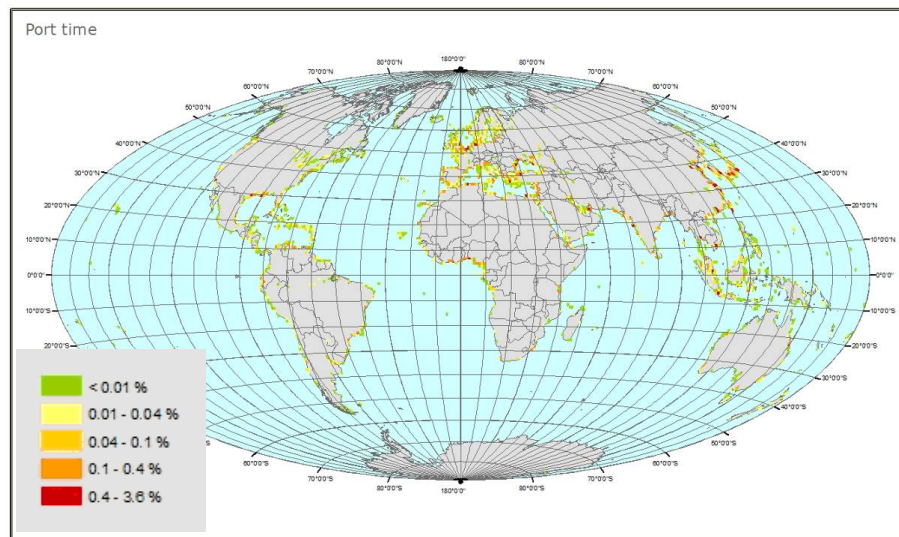 Port time
180°0'0"
80°0'0"N 80°0'0"N
70°0'0"N 70°0'0"N
60°0'0"N 60°0'0"N
50°0'0"N 50°0'0"N
40°0'0"N 40°0'0"N
30°0'0"N 30°0'0"N
20°0'0"N 20°0'0"N
10°0'0"N 10°0'0"N
0°0'0" 0°0'0"
10°0'0"S 10°0'0"S
20°0'0"S 20°0'0"S
30°0'0"S
40°0'0"S
50°0'0"S
60°0'0"S 60°0'0"S
70°0'0"S 70°0'0"S
80°0'0"S 80°0'0"S
180°0'0"
< 0.01 %
0.01 - 0.04 %
0.04 - 0.1 %
0.1 - 0.4 %
0.4 - 3.6 %